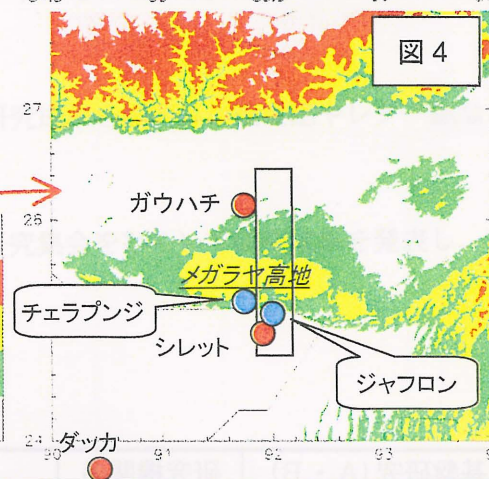 図4
27
26
ガウハチ
メガラヤ高地
チェラプンジ
シレット
ジャフロン
24
ダッカ
90
91
92
93